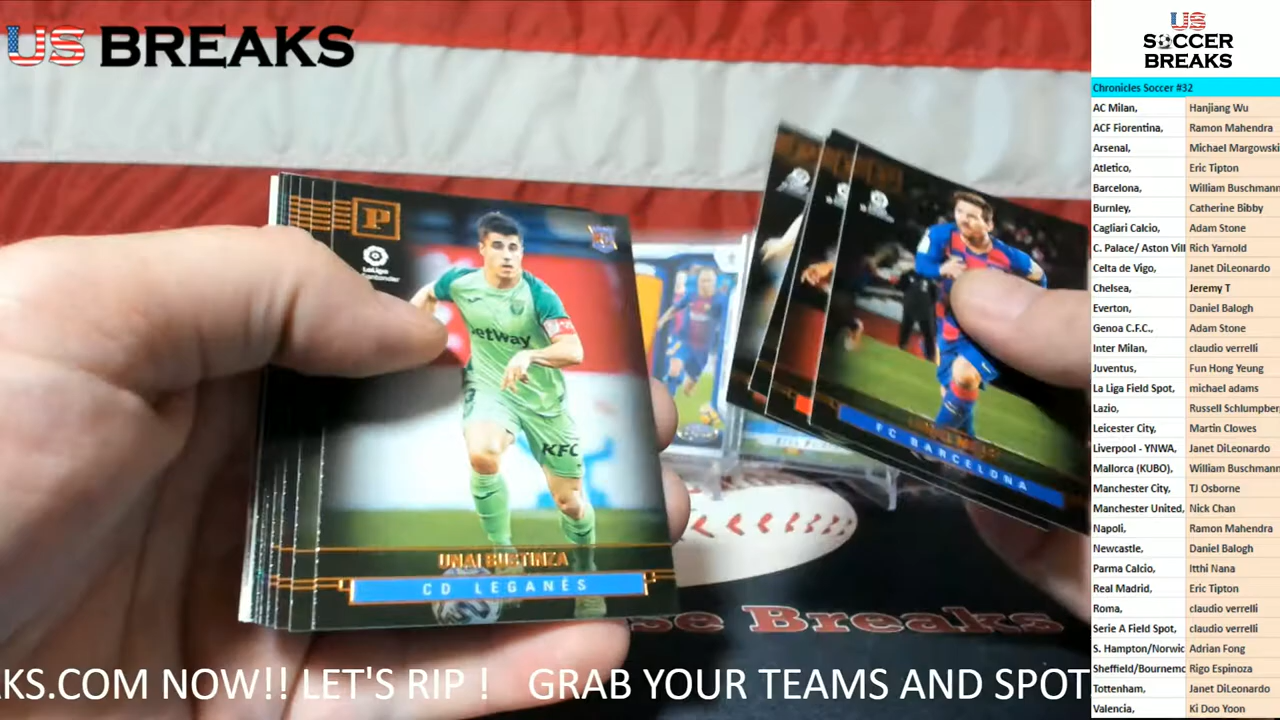 US BREAKS
US
SOCCER
BREAKS
Chronicles Soccer #32
AC Milan, Hanjiang Wu
ACF Fiorentina, Ramon Mahendra
Arsenal, Michael Margowski
Atletico, Eric Tipton
Barcelona, William Buschmann
Burnley, Catherine Bibby
Cagliari Calcio, Adam Stone
C. Palace/ Aston Vill Rich Yarnold
Celta de Vigo, Janet DiLeonardo
Chelsea, Jeremy T
Everton, Daniel Balogh
Genoa C.F.C., Adam Stone
Inter Milan, claudio verrelli
Juventus, Fun Hong Yeung
La Liga Field Spot, michael adams
Lazio, Russell Schlumper
Leicester City, Martin Clowes
Liverpool - YNWA, Janet DiLeonardo
Mallorca (KUBO), William Buschmann
Manchester City, TJ Osborne
Manchester United, Nick Chan
Napoli, Ramon Mahendra
Newcastle, Daniel Balogh
Parma Calcio, Itthi Nana
Real Madrid, Eric Tipton
Roma, claudio verrelli
Serie A Field Spot, claudio verrelli
S. Hampton/Norwic Adrian Fong
Sheffield/Bournemo Rigo Espinoza
Tottenham, Janet DiLeonardo
Valencia, Ki Doo Yoon
P
LaLiga
Santander
betway
KFC
UNAI BUSTINZA
CD LEGANÉS
FC BARCELONA
se Breaks
KS.COM NOW!! LET'S RIP ! GRAB YOUR TEAMS AND SPOT